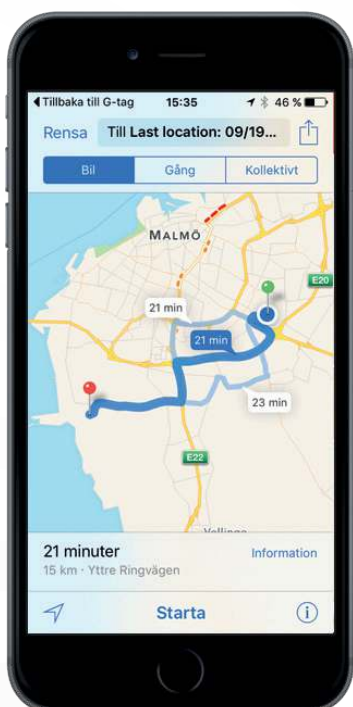 Tillbaka till G-tag 15:35 46 %
Rensa Till Last location: 09/19... 
Bil Gång Kollektivt
MALMÖ
E20
21 min
21 min
23 min
E22
Vellinge
21 minuter Information
15 km · Yttre Ringvägen
Starta